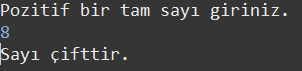 Pozitif bir tam sayı giriniz.
8
Sayı çifttir.